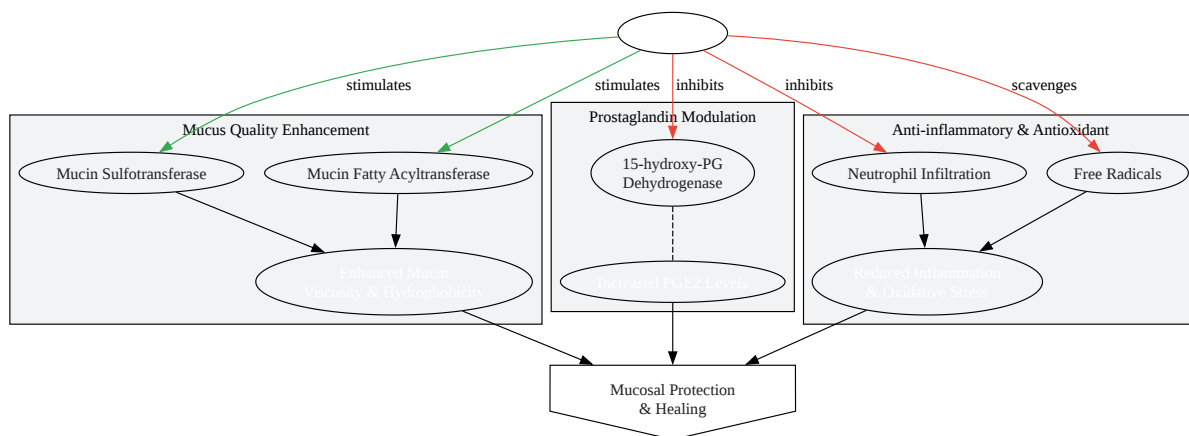 stimulates
stimulates
inhibits
inhibits
scavenges
Mucus Quality Enhancement
Prostaglandin Modulation
Anti-inflammatory & Antioxidant
Mucin Sulfotransferase
Mucin Fatty Acyltransferase
15-hydroxy-PG
Dehydrogenase
Neutrophil Infiltration
Free Radicals
Enhanced Mucin
Viscosity & Hydrophobicity
Increased PGE2 Levels
Reduced Inflammation
& Oxidative Stress
Mucosal Protection
& Healing